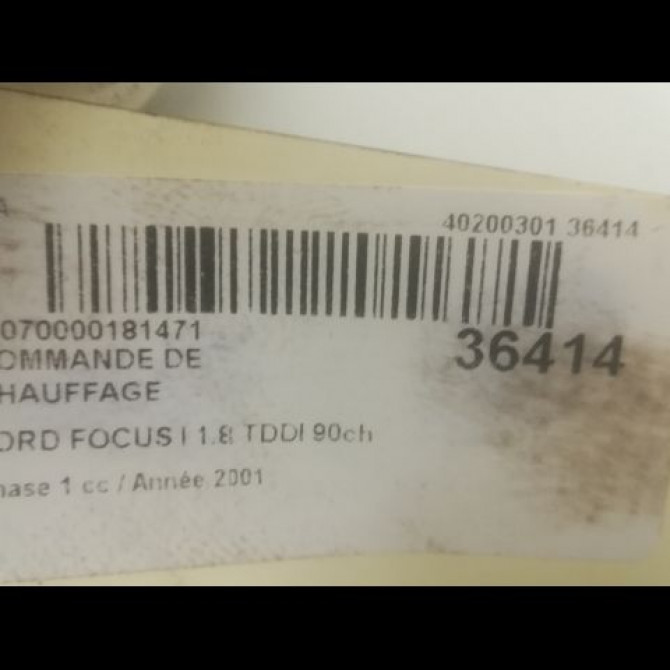 40200301 36414
070000181471
36414
OMMANDE DE
HAUFFAGE
ORD FOCUS I 1.8 TDDI 90ch
hase 1 cc / Année 2001